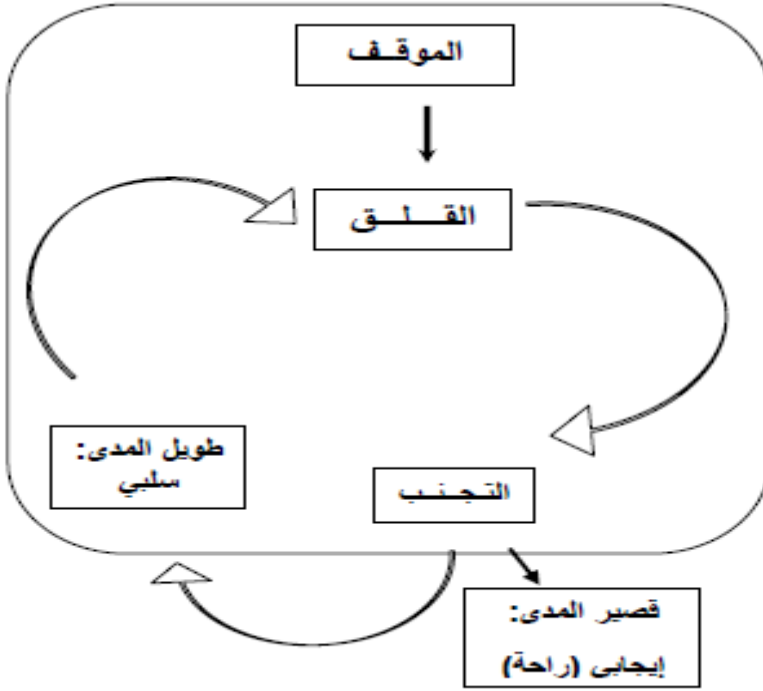 الموقف
القلق
طويل المدى:
سلبي
التجنب
قصير المدى:
إيجابي (راحة)